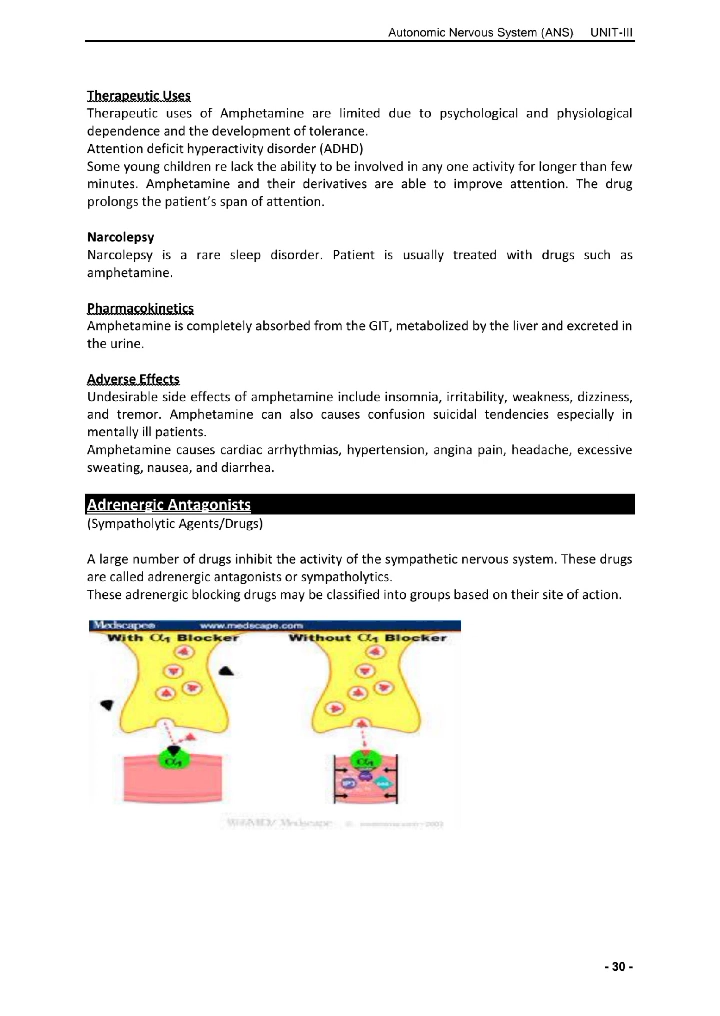 Autonomic Nervous System (ANS) UNIT-III
Therapeutic Uses
Therapeutic uses of Amphetamine are limited due to psychological and physiological
dependence and the development of tolerance.
Attention deficit hyperactivity disorder (ADHD)
Some young children re lack the ability to be involved in any one activity for longer than few
minutes. Amphetamine and their derivatives are able to improve attention. The drug
prolongs the patient’s span of attention.
Narcolepsy
Narcolepsy is a rare sleep disorder. Patient is usually treated with drugs such as
amphetamine.
Pharmacokinetics
Amphetamine is completely absorbed from the GIT, metabolized by the liver and excreted in
the urine.
Adverse Effects
Undesirable side effects of amphetamine include insomnia, irritability, weakness, dizziness,
and tremor. Amphetamine can also causes confusion suicidal tendencies especially in
mentally ill patients.
Amphetamine causes cardiac arrhythmias, hypertension, angina pain, headache, excessive
sweating, nausea, and diarrhea.
Adrenergic Antagonists
(Sympatholytic Agents/Drugs)
A large number of drugs inhibit the activity of the sympathetic nervous system. These drugs
are called adrenergic antagonists or sympatholytics.
These adrenergic blocking drugs may be classified into groups based on their site of action.
Medscape® www.medscape.com
With α1 Blocker Without α1 Blocker
α1 α1
WebMD/ Medscape
- 30 -